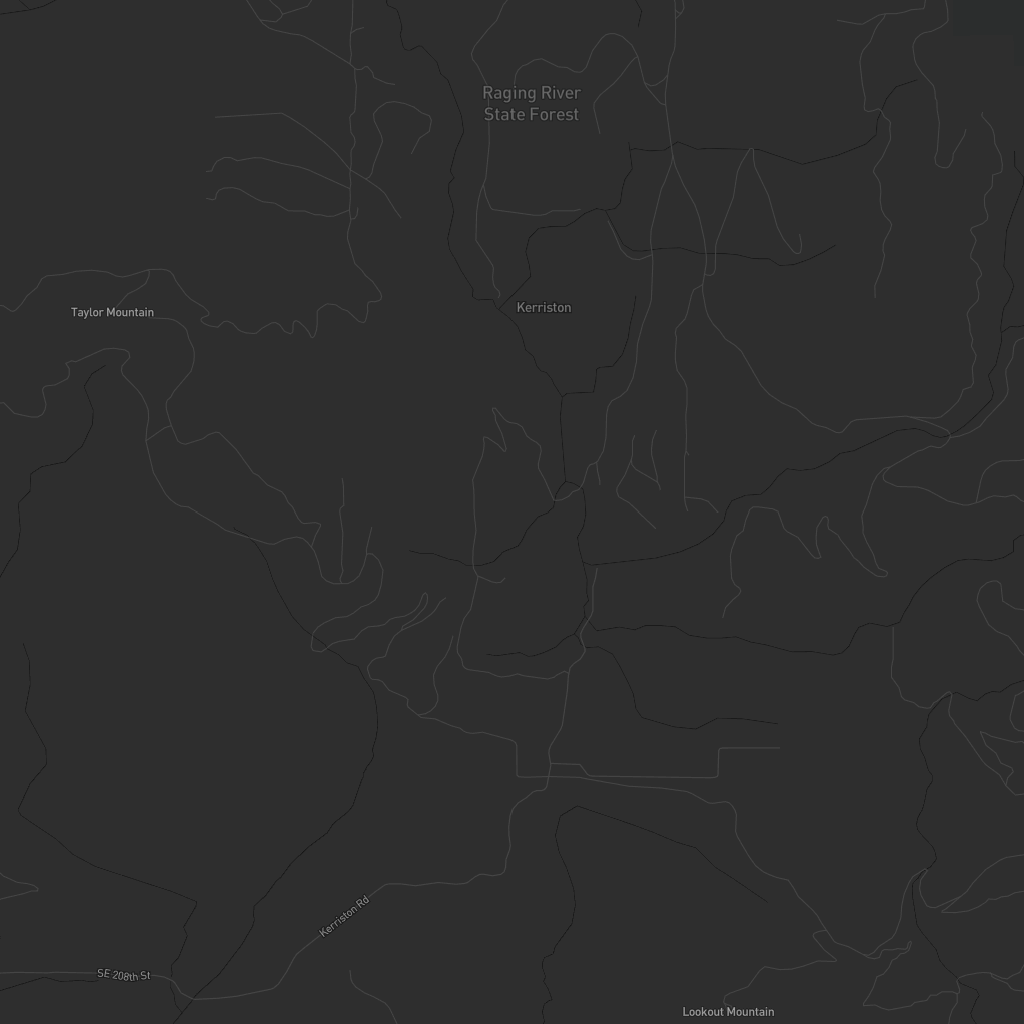 Raging River
State Forest
Kerriston
Taylor Mountain
Kerriston Rd
SE 208th St
Lookout Mountain